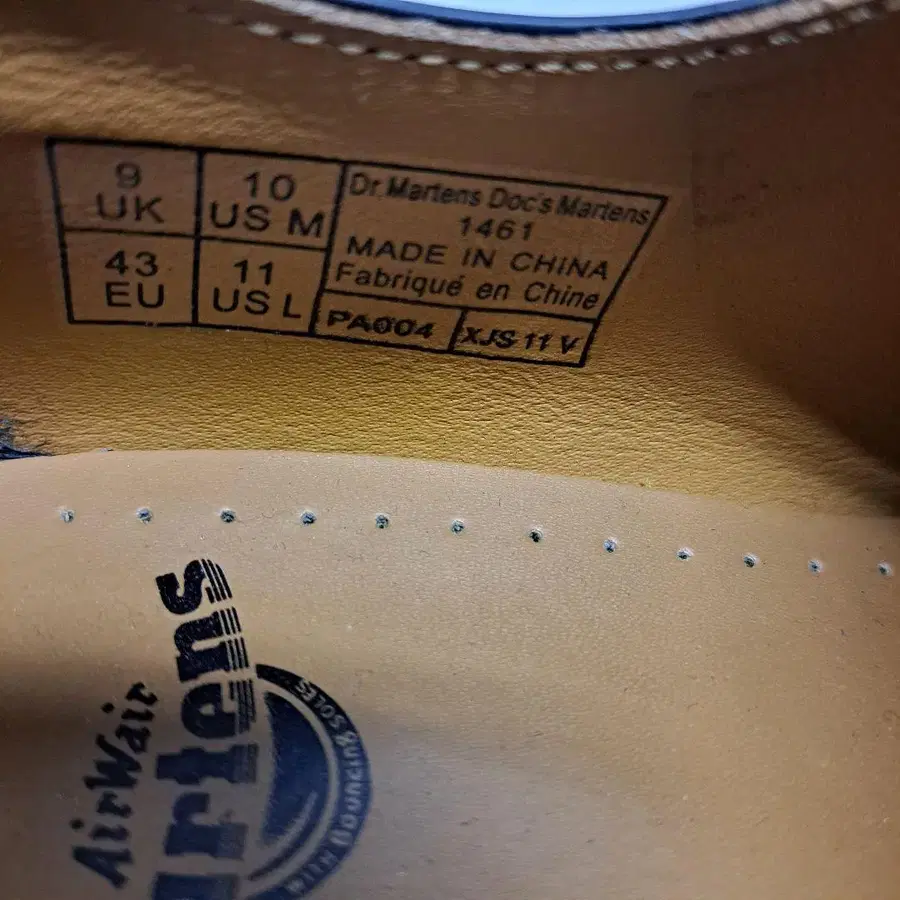 9
UK
10
US M
43
EU
11
US L
Dr. Martens Doc's Martens
1461
MADE IN CHINA
Fabriqué en Chine
PA004
XJS 11 V
AirWair
artens
WITH BOUNCING SOLES